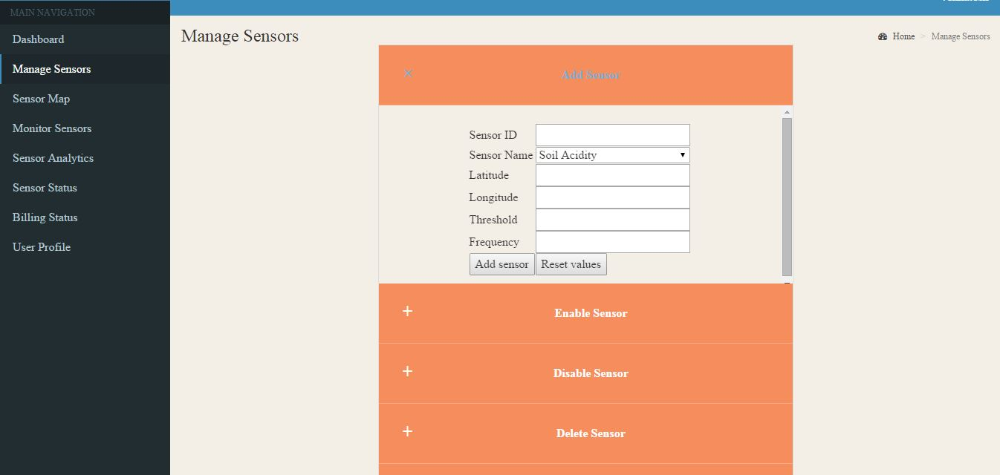 MAIN NAVIGATION
Dashboard
Manage Sensors
Sensor Map
Monitor Sensors
Sensor Analytics
Sensor Status
Billing Status
User Profile
Manage Sensors
Home > Manage Sensors
× Add Sensor
Sensor ID
Sensor Name Soil Acidity
Latitude
Longitude
Threshold
Frequency
Add sensor Reset values
+ Enable Sensor
+ Disable Sensor
+ Delete Sensor